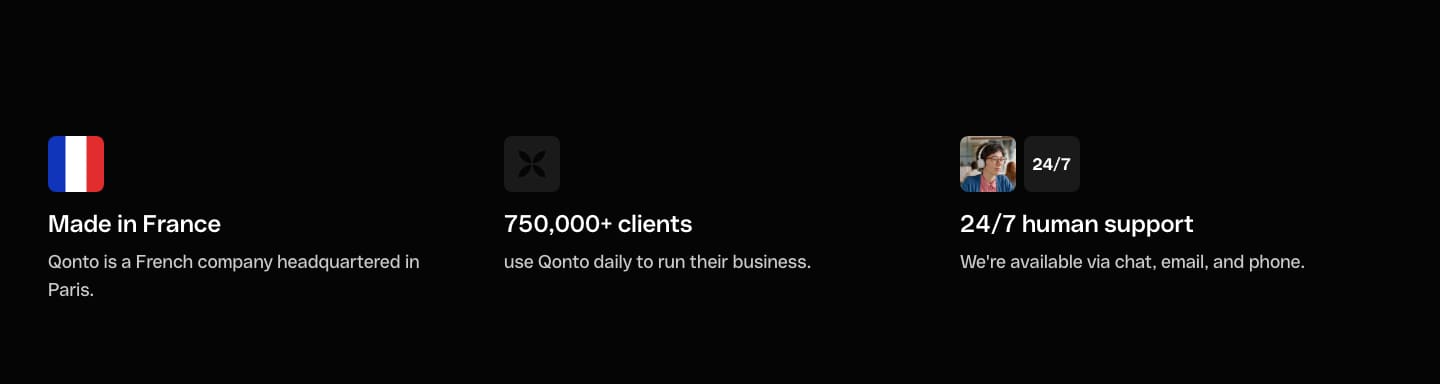 Made in France
Qonto is a French company headquartered in
Paris.
750,000+ clients
use Qonto daily to run their business.
24/7
24/7 human support
We're available via chat, email, and phone.